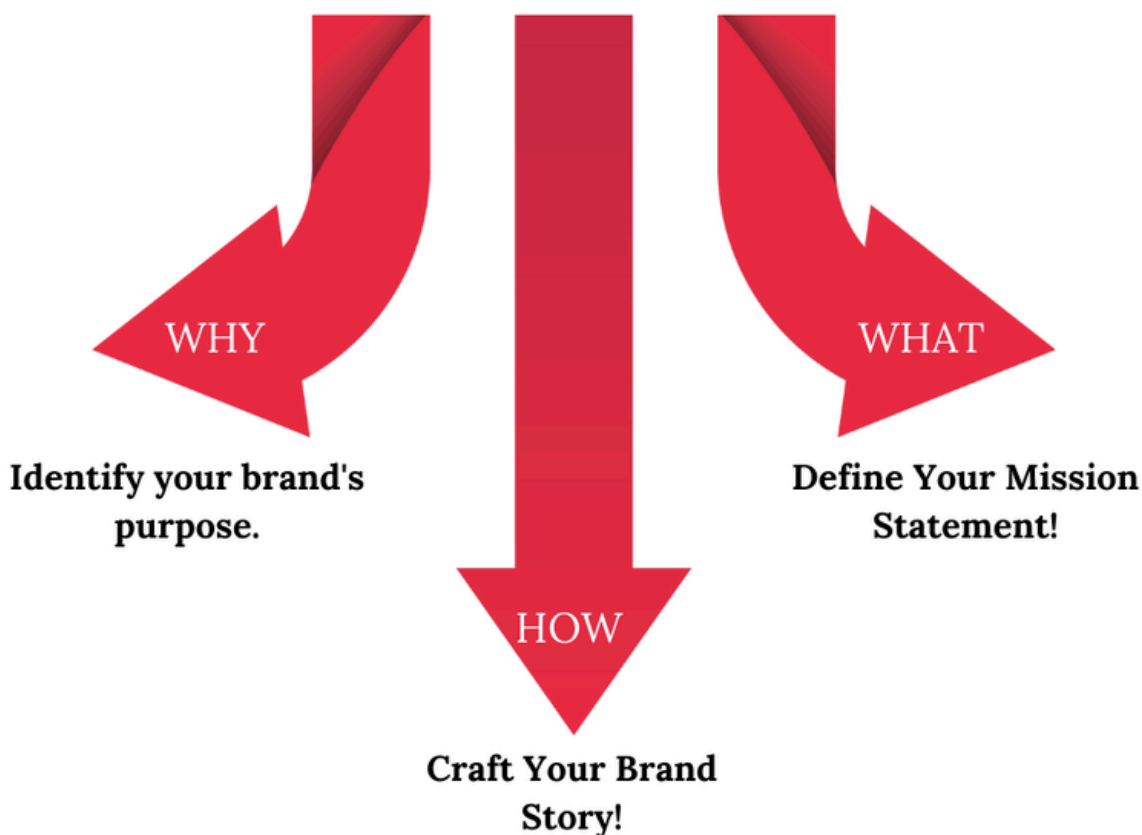 WHY
Identify your brand's
purpose.
HOW
Craft Your Brand
Story!
WHAT
Define Your Mission
Statement!